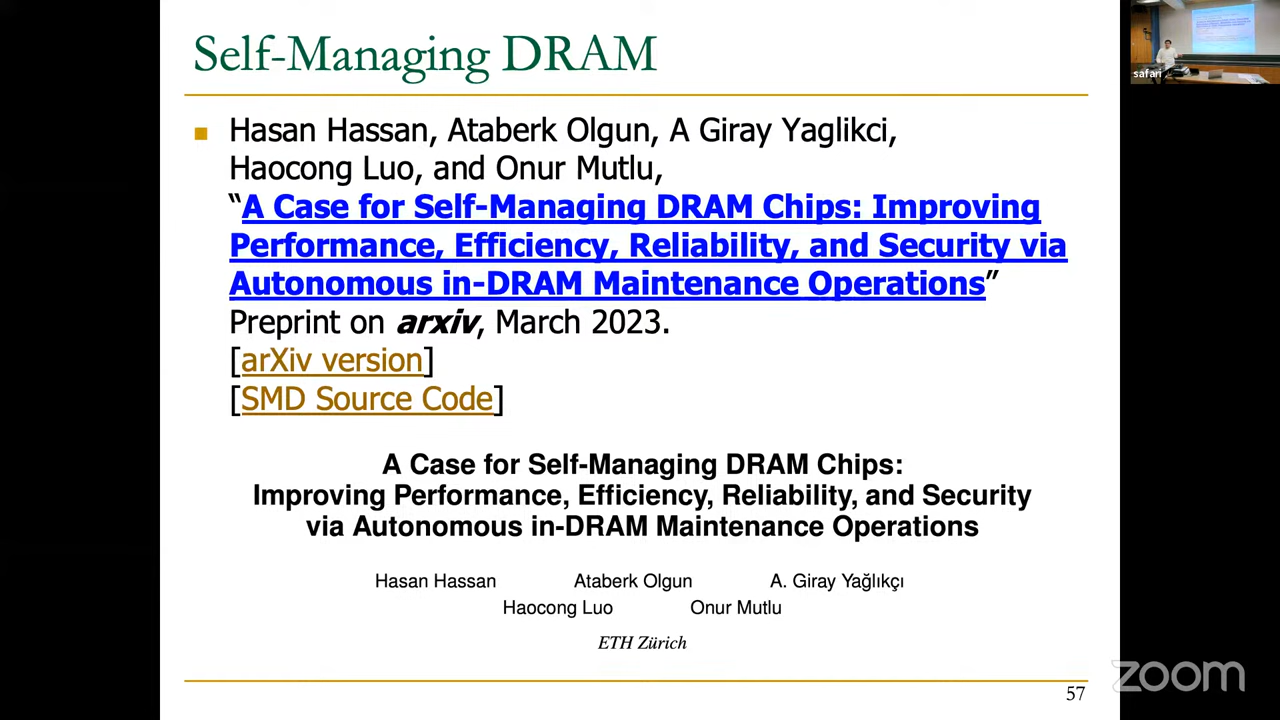 Self-Managing DRAM
Hasan Hassan, Ataberk Olgun, A Giray Yaglikci,
Haocong Luo, and Onur Mutlu,
“A Case for Self-Managing DRAM Chips: Improving
Performance, Efficiency, Reliability, and Security via
Autonomous in-DRAM Maintenance Operations”
Preprint on arxiv, March 2023.
[arXiv version]
[SMD Source Code]
A Case for Self-Managing DRAM Chips:
Improving Performance, Efficiency, Reliability, and Security
via Autonomous in-DRAM Maintenance Operations
Hasan Hassan Ataberk Olgun A. Giray Yağlıkçı
Haocong Luo Onur Mutlu
ETH Zürich
57
safari
zoom